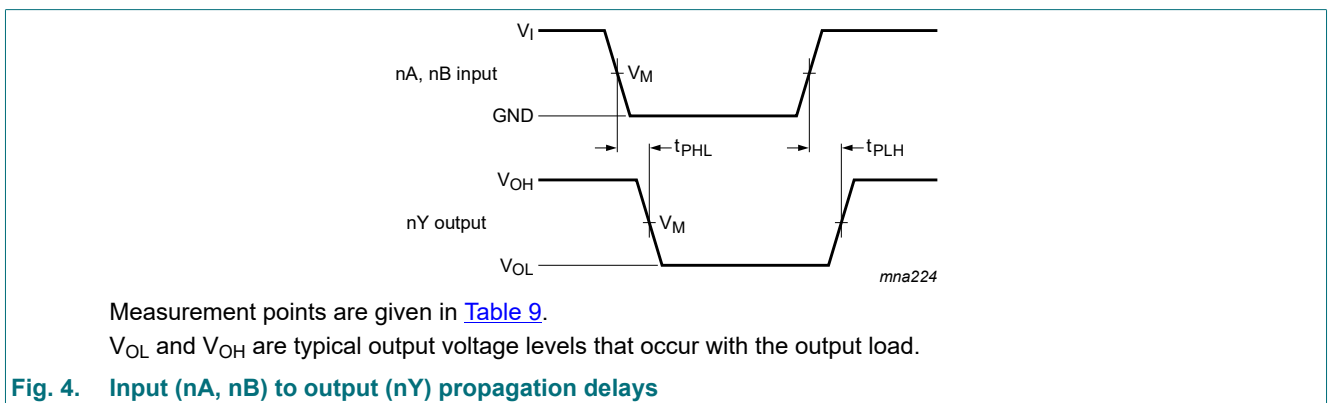 VI
nA, nB input
VM
GND
tPHL
tPLH
VOH
nY output
VM
VOL
mna224
Measurement points are given in Table 9.
VOL and VOH are typical output voltage levels that occur with the output load.
Fig. 4. Input (nA, nB) to output (nY) propagation delays